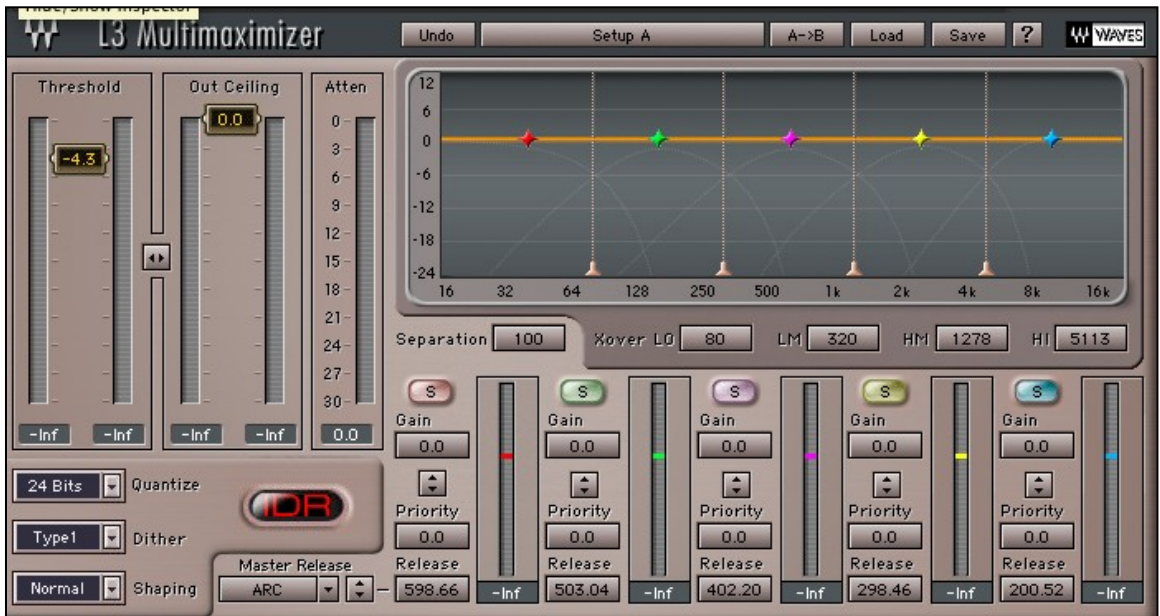 Hide/Show Inspector
L3 Multimaximizer
Undo Setup A A->B Load Save ? WAVES
Threshold Out Ceiling Atten
-4.3 0.0
0
3
6
9
12
15
18
21
24
27
30
-Inf -Inf -Inf -Inf 0.0
12
6
0
-6
-12
-18
-24
16 32 64 128 250 500 1k 2k 4k 8k 16k
Separation 100 Xover LO 80 LM 320 HM 1278 HI 5113
S S S S S
Gain Gain Gain Gain Gain
0.0 0.0 0.0 0.0 0.0
Priority Priority Priority Priority Priority
0.0 0.0 0.0 0.0 0.0
Release Release Release Release Release
598.66 -Inf 503.04 -Inf 402.20 -Inf 298.46 -Inf 200.52 -Inf
24 Bits Quantize
IDR
Type1 Dither
Master Release
Normal Shaping ARC